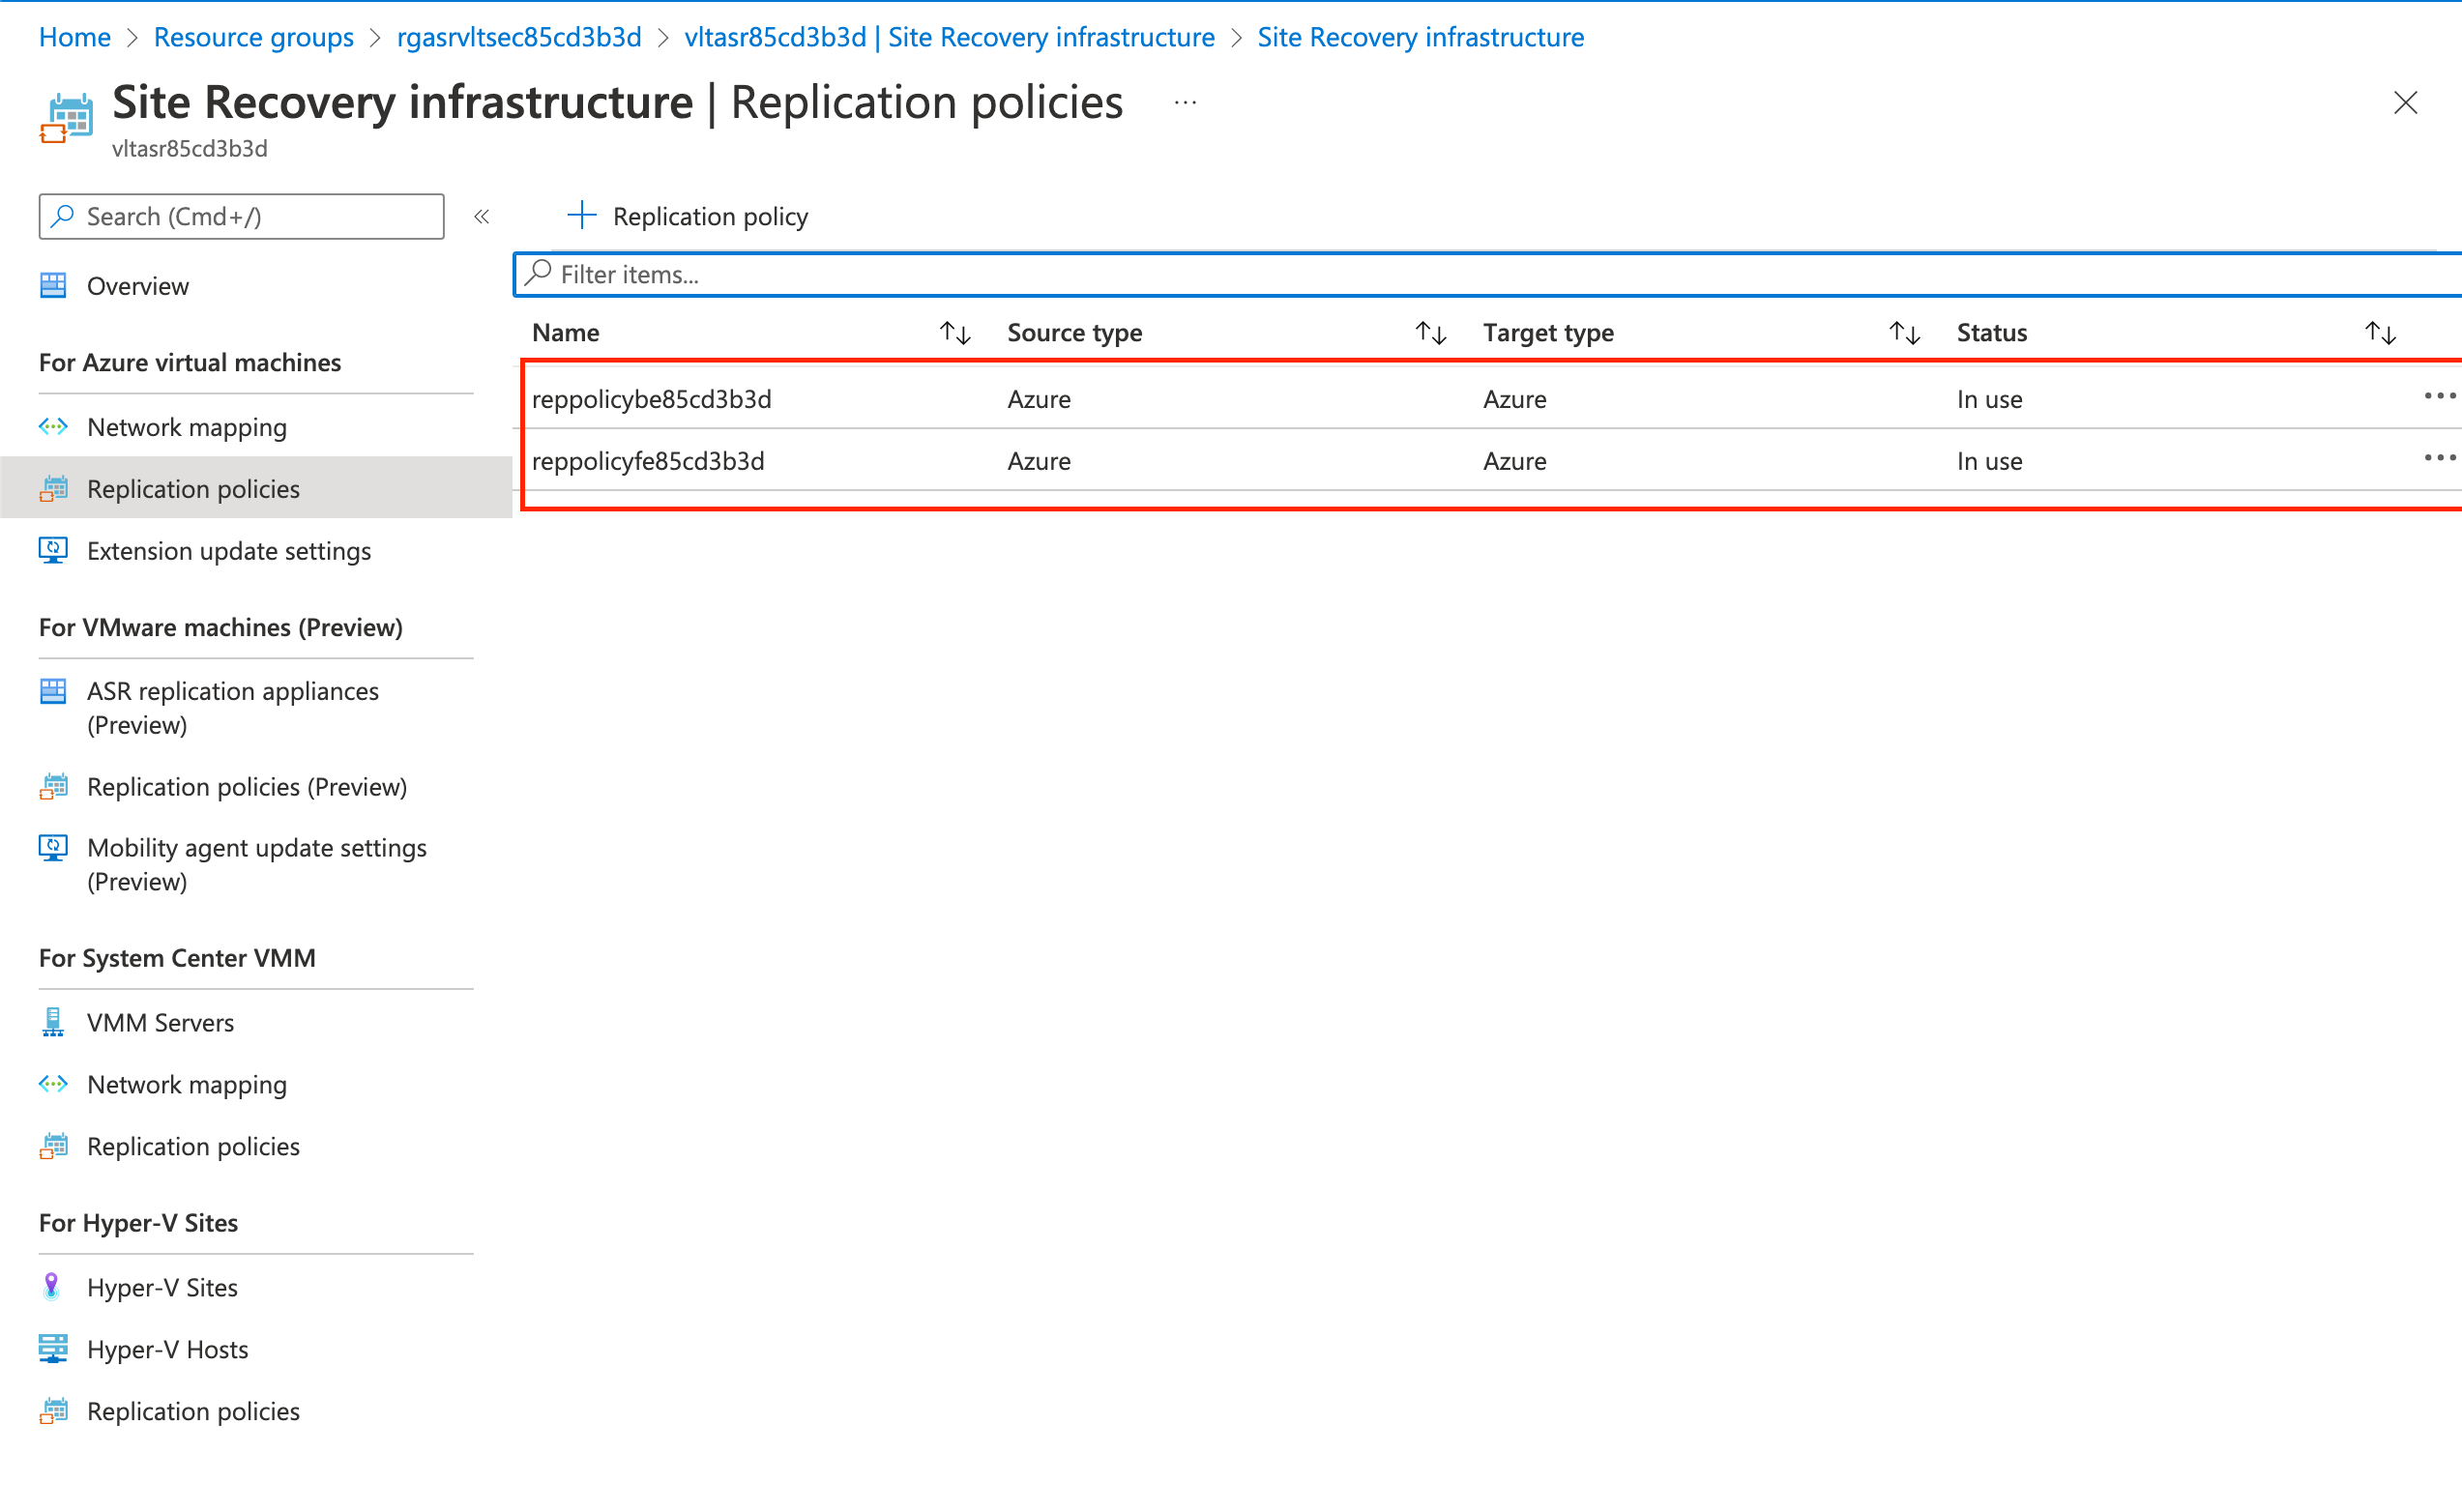 Home > Resource groups > rgasrvltsec85cd3b3d > vltasr85cd3b3d | Site Recovery infrastructure > Site Recovery infrastructure
Site Recovery infrastructure | Replication policies ...
vltasr85cd3b3d
Search (Cmd+/)
Overview
For Azure virtual machines
Network mapping
Replication policies
Extension update settings
For VMware machines (Preview)
ASR replication appliances
(Preview)
Replication policies (Preview)
Mobility agent update settings
(Preview)
For System Center VMM
VMM Servers
Network mapping
Replication policies
For Hyper-V Sites
Hyper-V Sites
Hyper-V Hosts
Replication policies
Replication policy
Filter items...
Name Source type Target type Status
reppolicybe85cd3b3d Azure Azure In use
reppolicyfe85cd3b3d Azure Azure In use